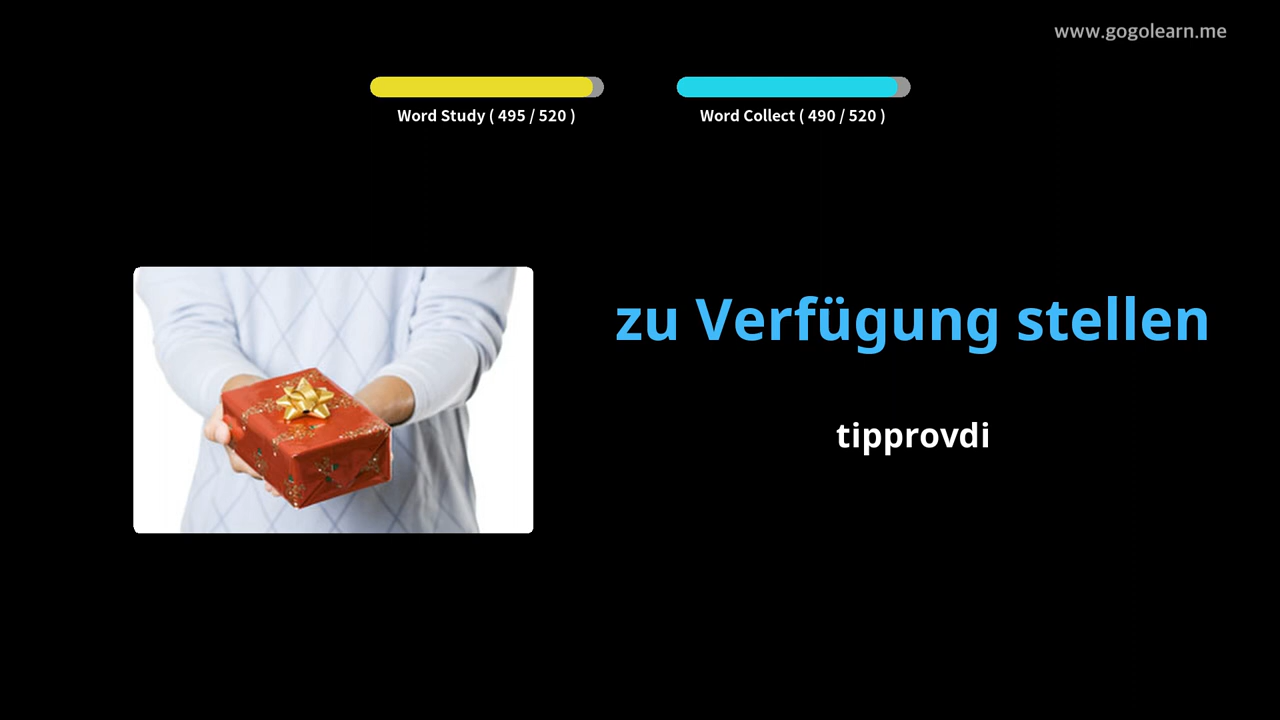 www.gogolearn.me
Word Study ( 495 / 520 )
Word Collect ( 490 / 520 )
zu Verfügung stellen
tipprovdi